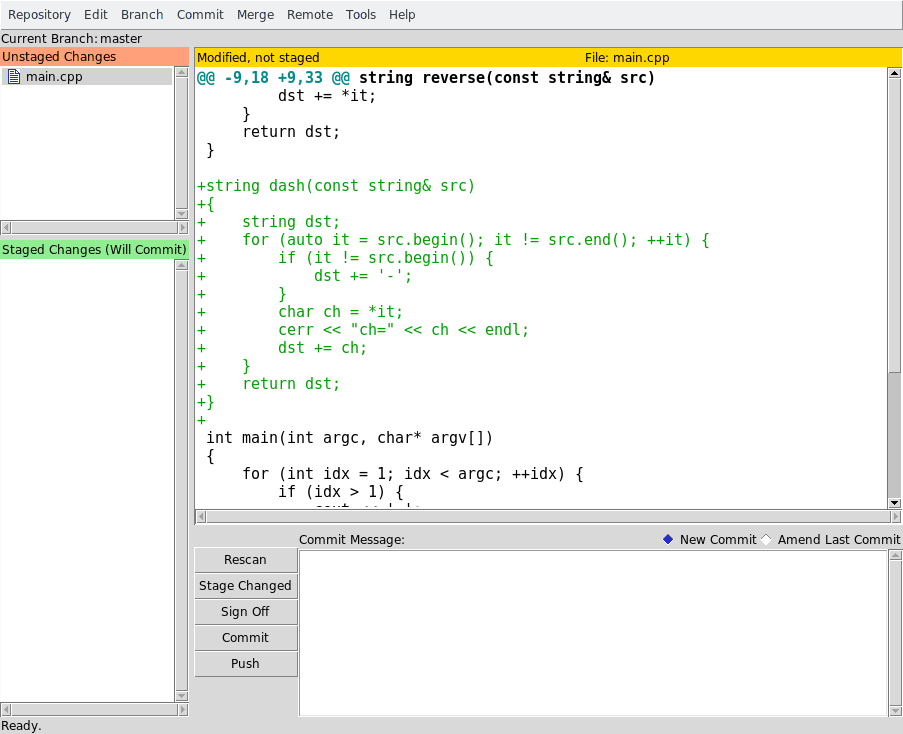 Repository Edit Branch Commit Merge Remote Tools Help
Current Branch: master
Unstaged Changes
main.cpp
Staged Changes (Will Commit)
Modified, not staged File: main.cpp
@@ -9,18 +9,33 @@ string reverse(const string& src)
         dst += *it;
     }
     return dst;
 }

+string dash(const string& src)
+{
+    string dst;
+    for (auto it = src.begin(); it != src.end(); ++it) {
+        if (it != src.begin()) {
+            dst += '-';
+        }
+        char ch = *it;
+        cerr << "ch=" << ch << endl;
+        dst += ch;
+    }
+    return dst;
+}
+
 int main(int argc, char* argv[])
 {
     for (int idx = 1; idx < argc; ++idx) {
         if (idx > 1) {
Commit Message: New Commit Amend Last Commit
Rescan
Stage Changed
Sign Off
Commit
Push
Ready.